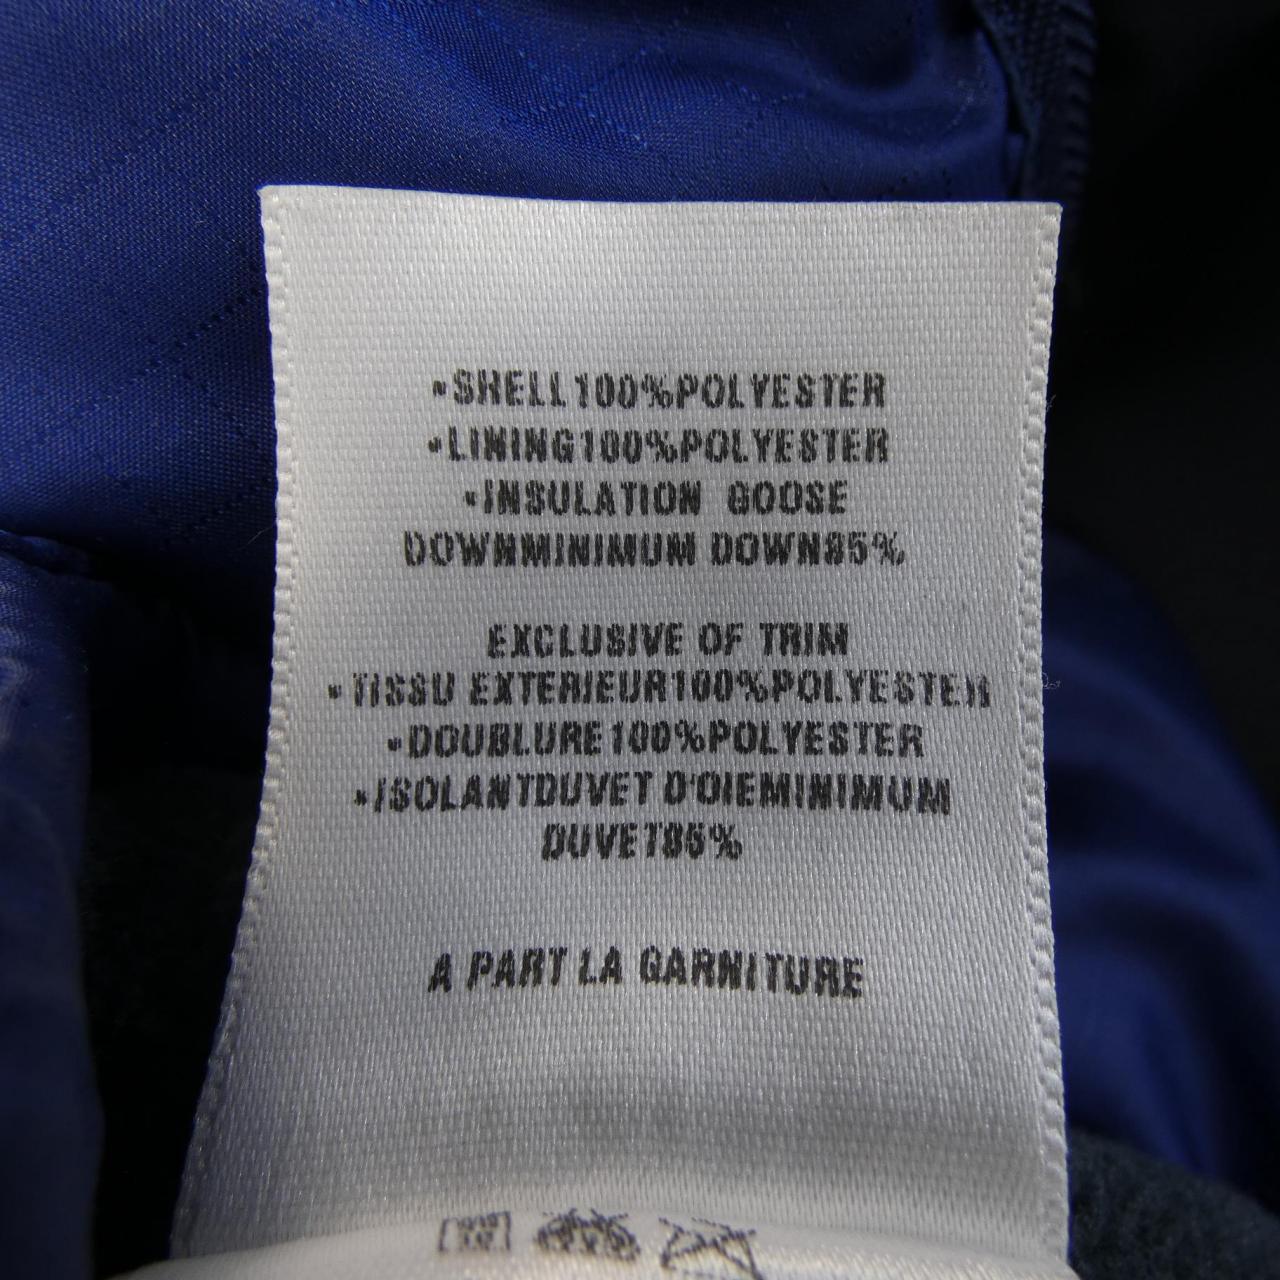 •SHELL100%POLYESTER
•LINING100%POLYESTER
•INSULATION GOOSE
DOWNMINIMUM DOWN85%
EXCLUSIVE OF TRIM
•TISSU EXTERIEUR100%POLYESTER
•DOUBLURE100%POLYESTER
•ISOLANTDUVET D'OIEMINIMUM
DUVET85%
A PART LA GARNITURE